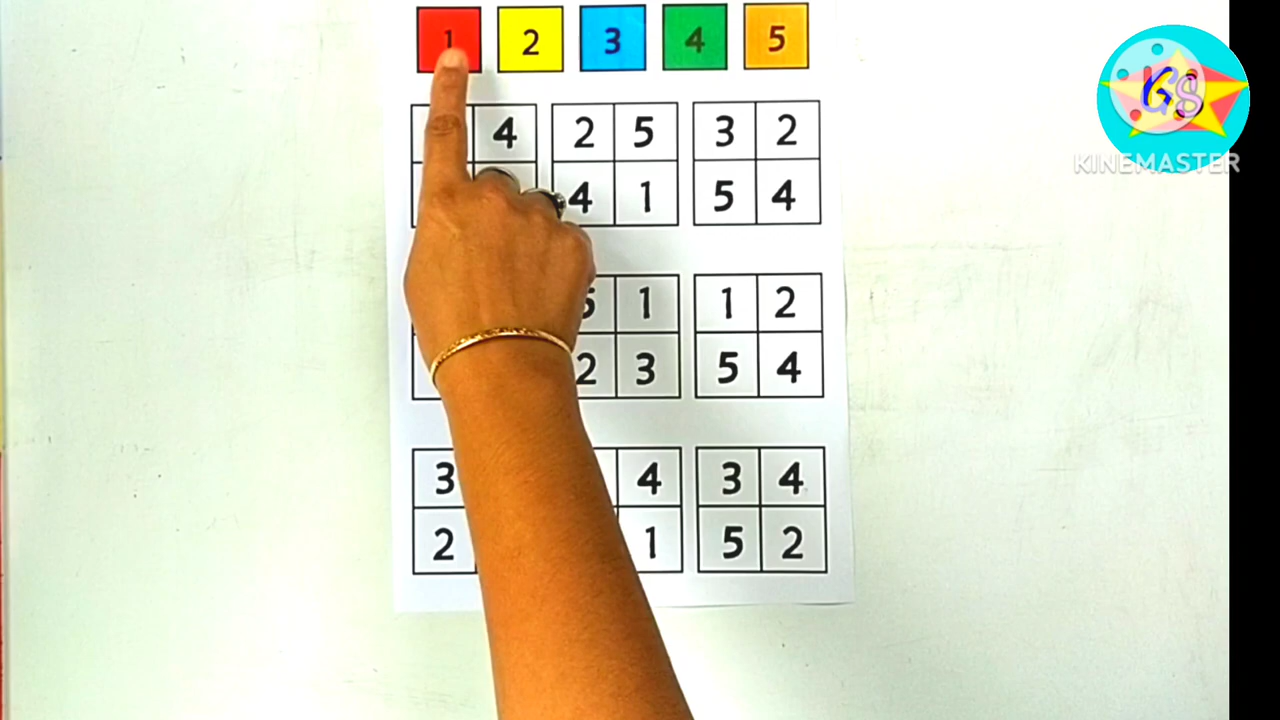 1 2 3 4 5
4 2 5 3 2
4 1 5 4
1 1 2
2 3 5 4
3 4 3 4
2 1 5 2
GS
KINEMASTER